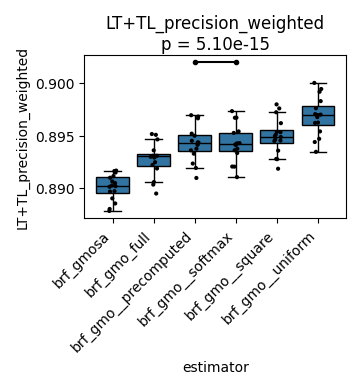 LT+TL_precision_weighted
p = 5.10e-15
LT+TL_precision_weighted
0.900
0.895
0.890
brf_gmosa
brf_gmo_full
brf_gmo__precomputed
brf_gmo__softmax
brf_gmo__square
brf_gmo__uniform
estimator